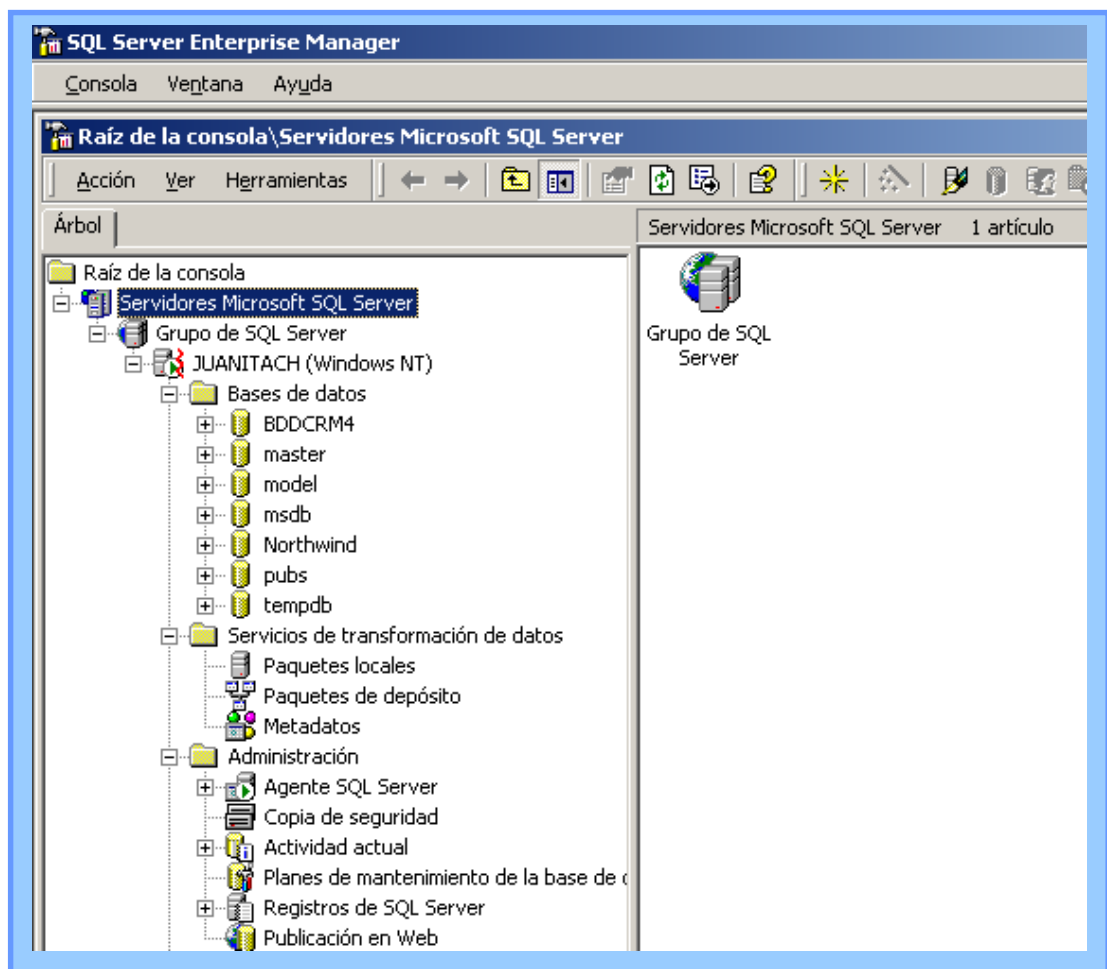 SQL Server Enterprise Manager
Consola Ventana Ayuda
Raíz de la consola\Servidores Microsoft SQL Server
Acción Ver Herramientas
Árbol
Servidores Microsoft SQL Server 1 artículo
Raíz de la consola
Servidores Microsoft SQL Server
Grupo de SQL Server
JUANITACH (Windows NT)
Bases de datos
BDDCRM4
master
model
msdb
Northwind
pubs
tempdb
Servicios de transformación de datos
Paquetes locales
Paquetes de depósito
Metadatos
Administración
Agente SQL Server
Copia de seguridad
Actividad actual
Planes de mantenimiento de la base de
Registros de SQL Server
Publicación en Web
Grupo de SQL
Server